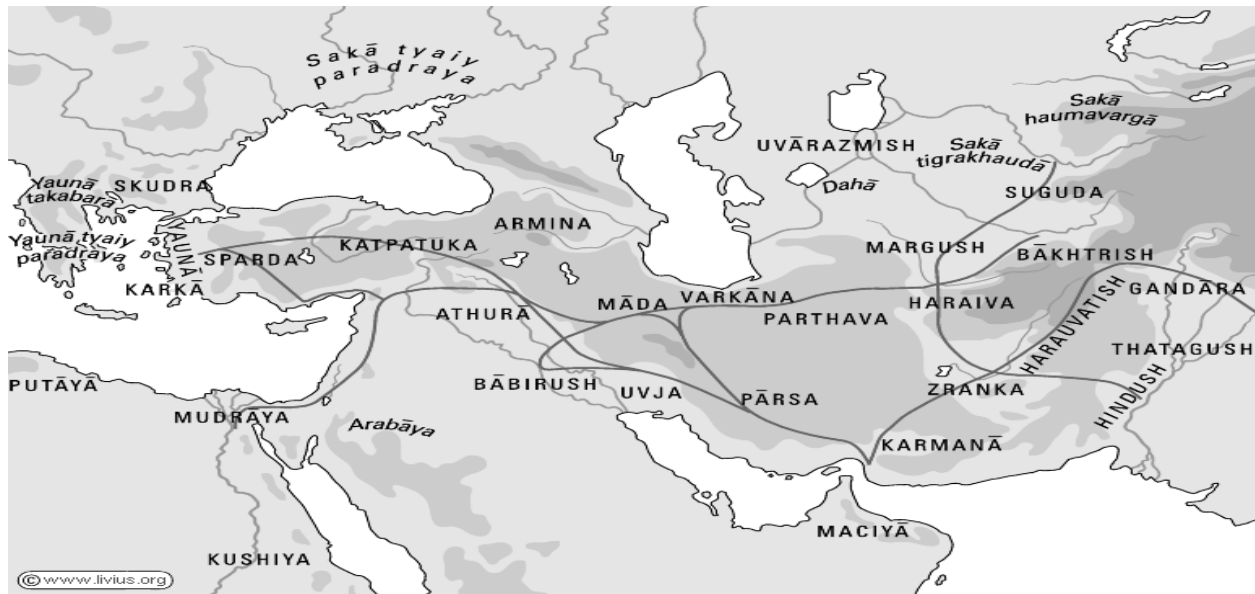 Sakā tyaiy
paradraya
Sakā
haumavargā
UVĀRAZMISH
Sakā
tigrakhaudā
Dahā
SUGUDA
Yaunā
takabara
SKUDRA
ARMINA
KATPATUKA
MARGUSH
BĀKHTRISH
Yaunā tyaiy
paradraya
YAUNĀ
SPARDA
KARKĀ
ATHURĀ
MĀDA
VARKĀNA
PARTHAVA
HARAIVA
GANDĀRA
HARAUVATISH
THATAGUSH
PUTĀYĀ
MUDRAYA
Arabāya
BĀBIRUSH
UVJA
PĀRSA
ZRANKA
HINDUSH
KARMANĀ
MACIYĀ
KUSHIYA
©www.livius.org